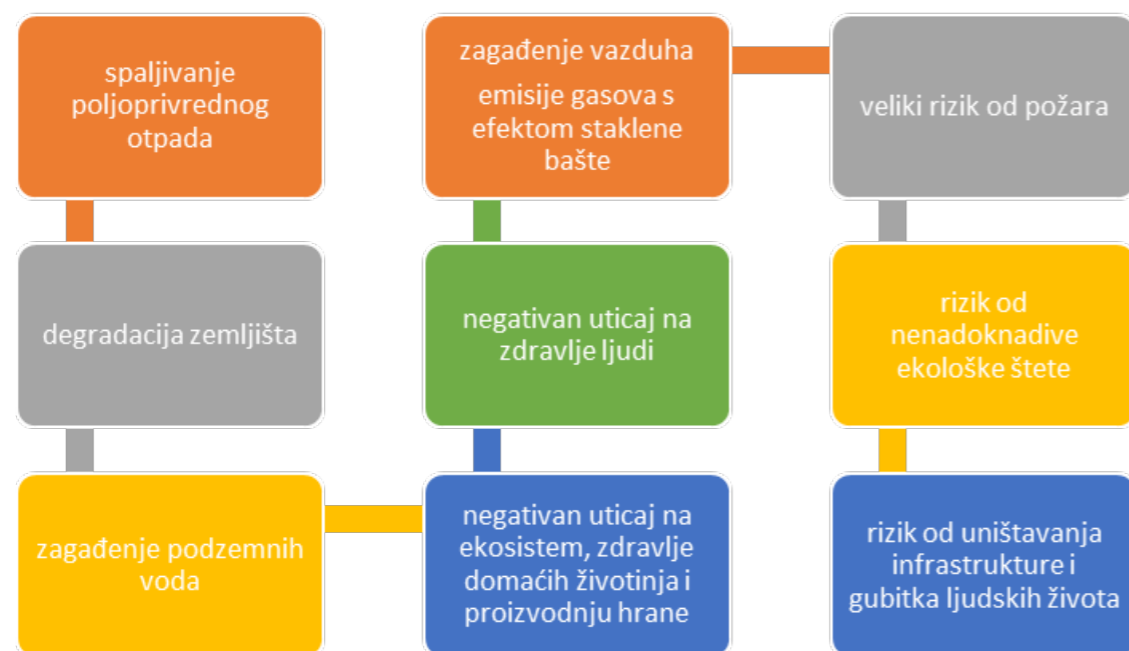 spaljivanje
poljoprivrednog
otpada
degradacija zemljišta
zagađenje podzemnih
voda
negativan uticaj na
ekosistem, zdravlje
domaćih životinja i
proizvodnju hrane
negativan uticaj na
zdravlje ljudi
zagađenje vazduha
emisije gasova s
efektom staklene
bašte
veliki rizik od požara
rizik od
nenadoknadive
ekološke štete
rizik od uništavanja
infrastrukture i
gubitka ljudskih života